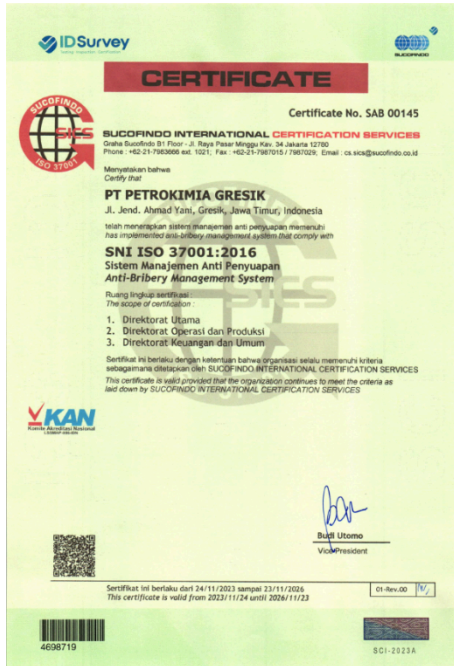 IDSurvey
SUCOFINDO
CERTIFICATE
Certificate No. SAB 00145
SUCOFINDO
SICS
ISO 37001
SUCOFINDO INTERNATIONAL CERTIFICATION SERVICES
Graha Sucofindo B1 Floor - Jl. Raya Pasar Minggu Kav. 34 Jakarta 12780
Phone : +62-21-7983666 ext. 1021; Fax : +62-21-7987015 / 7987029; Email : cs.sics@sucofindo.co.id
Menyatakan bahwa
Certify that
PT PETROKIMIA GRESIK
Jl. Jend. Ahmad Yani, Gresik, Jawa Timur, Indonesia
telah menerapkan sistem manajemen anti penyuapan memenuhi
has implemented anti-bribery management system that comply with
SNI ISO 37001:2016
Sistem Manajemen Anti Penyuapan
Anti-Bribery Management System
SICS
Ruang lingkup sertifikasi :
The scope of certification :
1. Direktorat Utama
2. Direktorat Operasi dan Produksi
3. Direktorat Keuangan dan Umum
Sertifikat ini berlaku dengan ketentuan bahwa organisasi selalu memenuhi kriteria
sebagaimana ditetapkan oleh SUCOFINDO INTERNATIONAL CERTIFICATION SERVICES
This certificate is valid provided that the organization continues to meet the criteria as
laid down by SUCOFINDO INTERNATIONAL CERTIFICATION SERVICES
KAN
Komite Akreditasi Nasional
Budi Utomo
Vice President
Sertifikat ini berlaku dari 24/11/2023 sampai 23/11/2026
This certificate is valid from 2023/11/24 until 2026/11/23
01-Rev.00
4698719
SCI-2023A